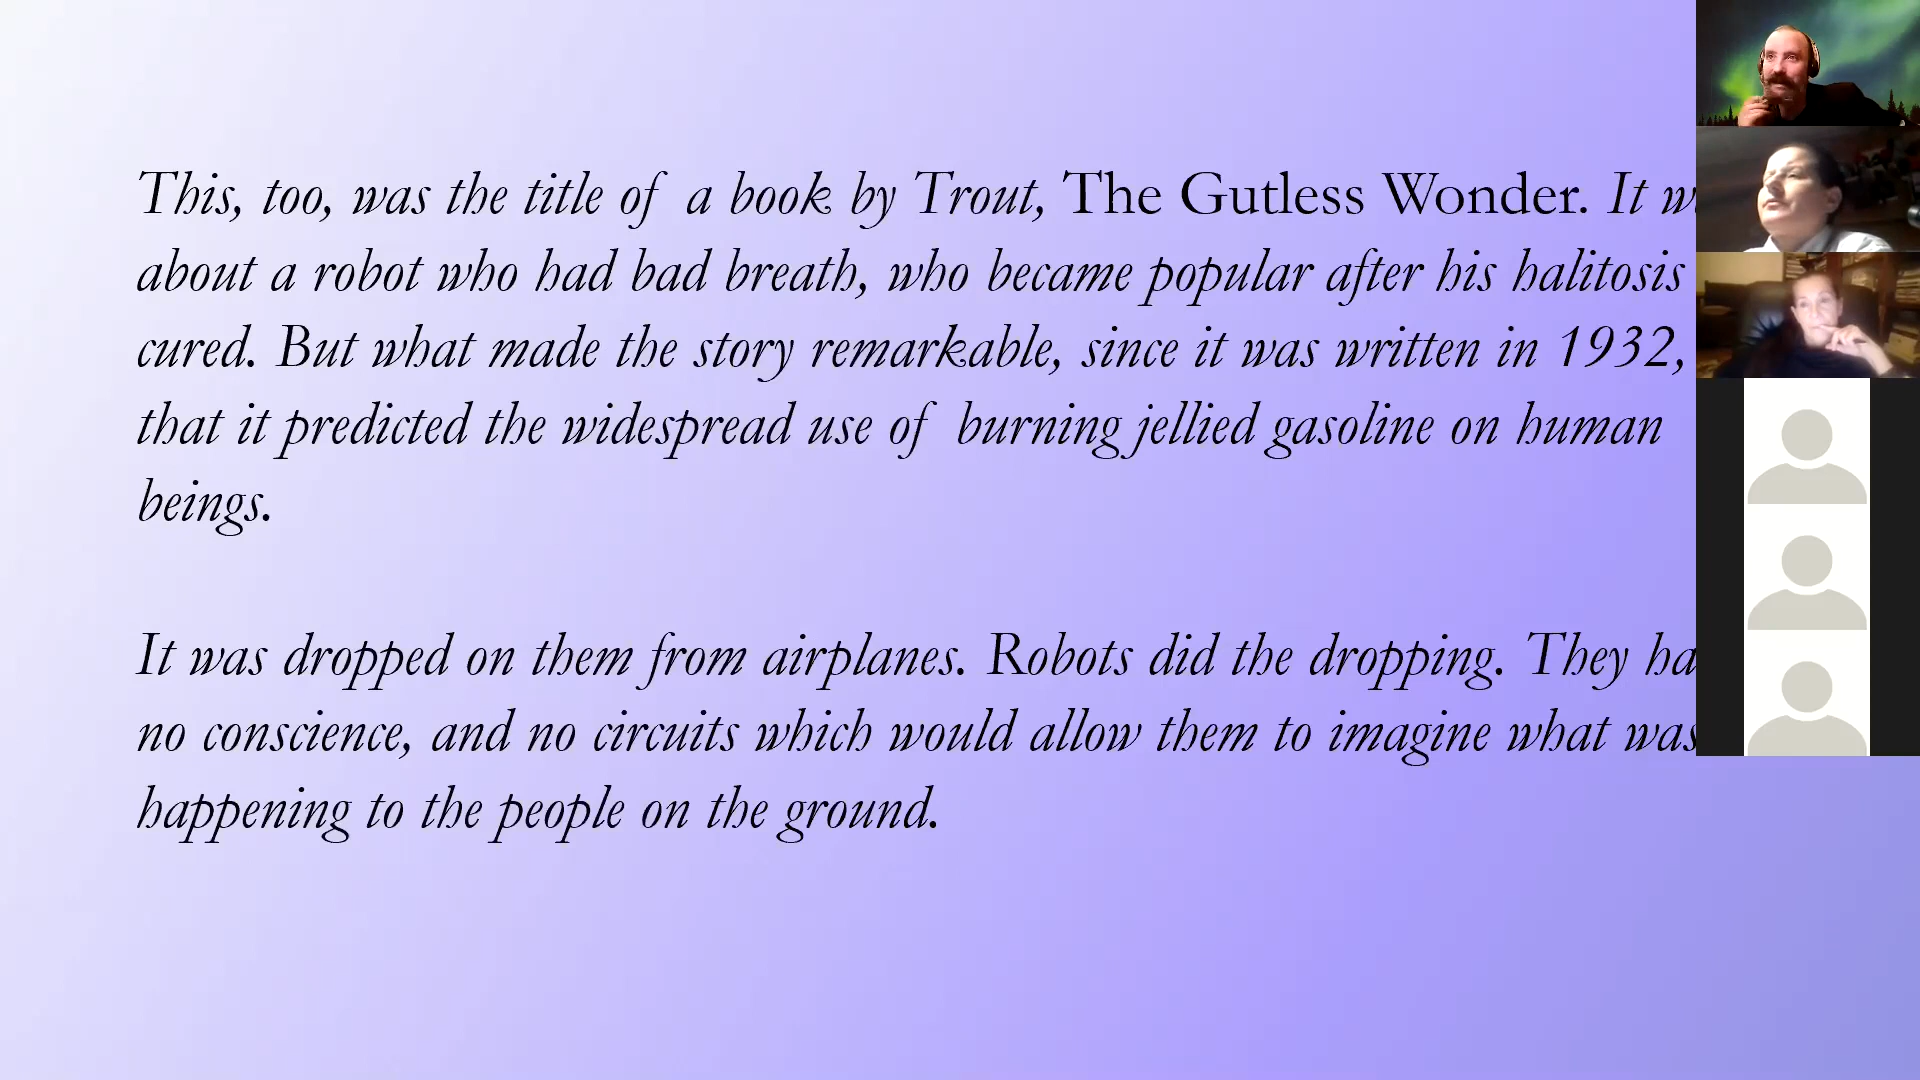 This, too, was the title of a book by Trout, The Gutless Wonder. It
about a robot who had bad breath, who became popular after his halitosis
cured. But what made the story remarkable, since it was written in 1932,
that it predicted the widespread use of burning jellied gasoline on human
beings.
It was dropped on them from airplanes. Robots did the dropping. They
no conscience, and no circuits which would allow them to imagine what was
happening to the people on the ground.